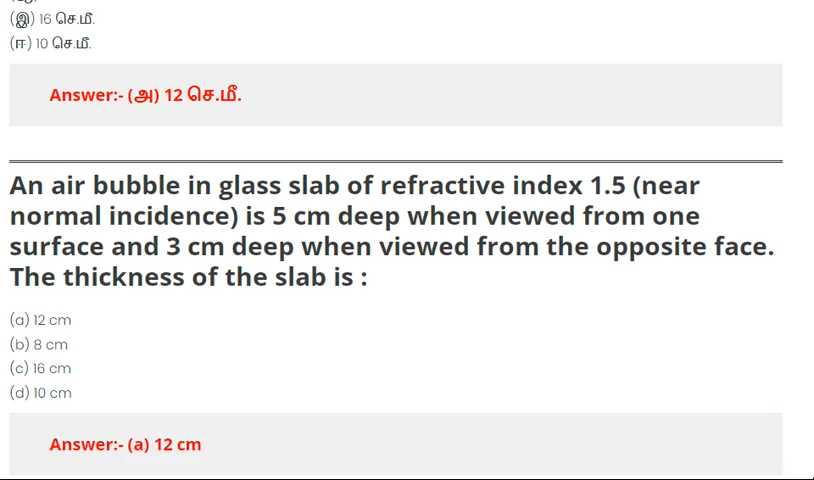 (இ) 16 செ.மீ.
(ஈ) 10 செ.மீ.
Answer:- (அ) 12 செ.மீ.
An air bubble in glass slab of refractive index 1.5 (near
normal incidence) is 5 cm deep when viewed from one
surface and 3 cm deep when viewed from the opposite face.
The thickness of the slab is :
(a) 12 cm
(b) 8 cm
(c) 16 cm
(d) 10 cm
Answer:- (a) 12 cm